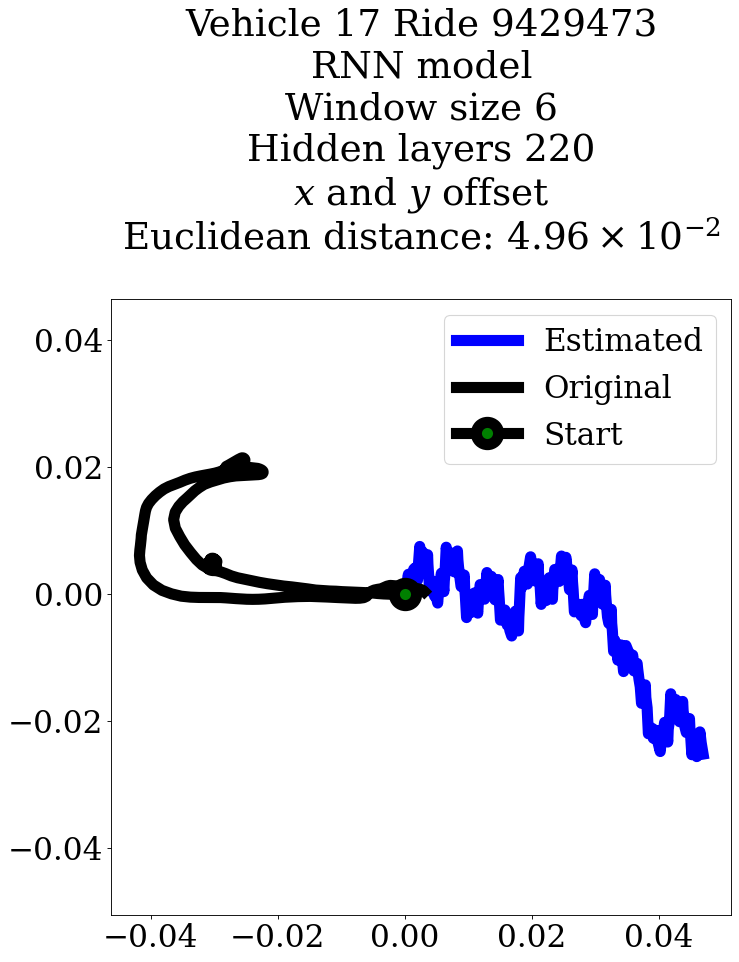 Vehicle 17 Ride 9429473
RNN model
Window size 6
Hidden layers 220
x and y offset
Euclidean distance: 4.96 × 10⁻²
Estimated
Original
Start
0.04
0.02
0.00
−0.02
−0.04
−0.04 −0.02 0.00 0.02 0.04